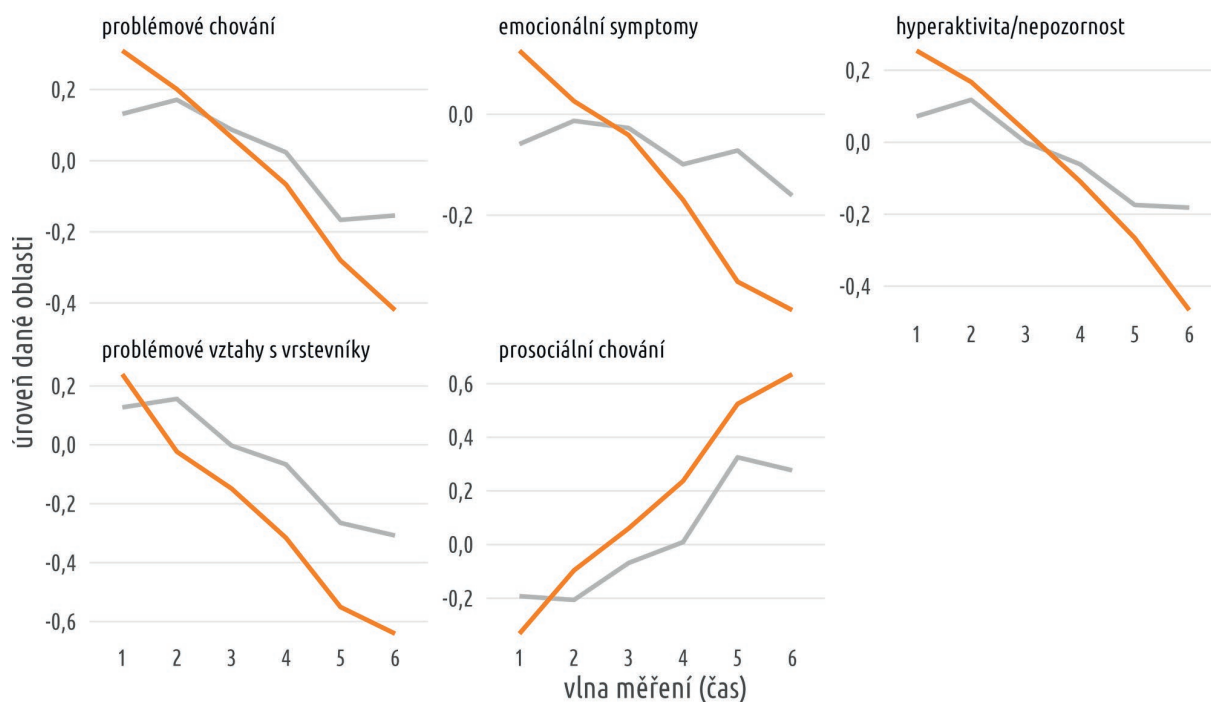 problémové chování
emocionální symptomy
hyperaktivita/nepozornost
úroveň dané oblasti
0,2
0,0
-0,2
-0,4
0,0
-0,2
0,2
0,0
-0,2
-0,4
1 2 3 4 5 6
problémové vztahy s vrstevníky
prosociální chování
0,2
0,0
-0,2
-0,4
-0,6
1 2 3 4 5 6
0,6
0,4
0,2
0,0
-0,2
1 2 3 4 5 6
vlna měření (čas)